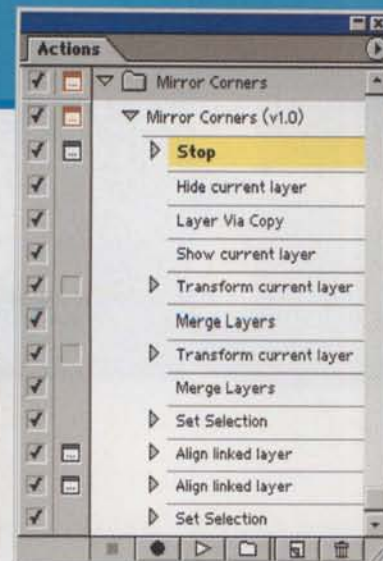 Actions
Mirror Corners
Mirror Corners (v1.0)
Stop
Hide current layer
Layer Via Copy
Show current layer
Transform current layer
Merge Layers
Transform current layer
Merge Layers
Set Selection
Align linked layer
Align linked layer
Set Selection